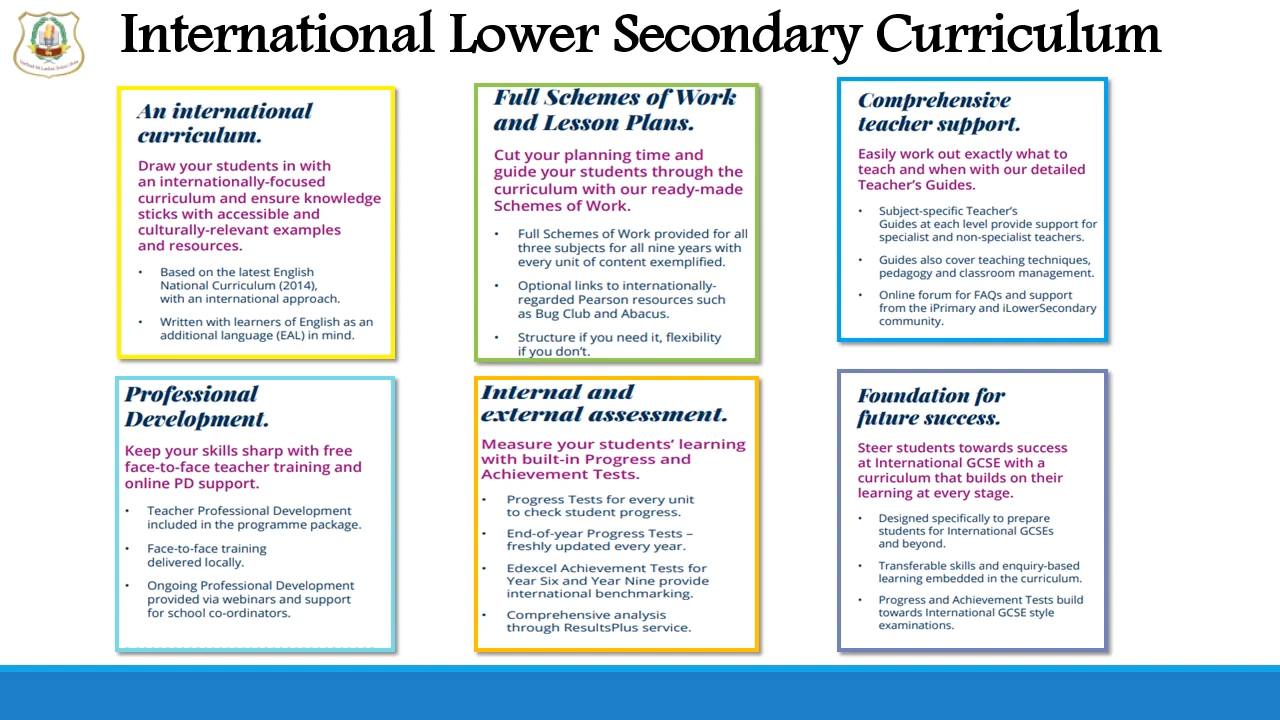 International Lower Secondary Curriculum
An international
curriculum.
Draw your students in with
an internationally-focused
curriculum and ensure knowledge
sticks with accessible and
culturally-relevant examples
and resources.
• Based on the latest English
National Curriculum (2014),
with an international approach.
• Written with learners of English as an
additional language (EAL) in mind.
Full Schemes of Work
and Lesson Plans.
Cut your planning time and
guide your students through the
curriculum with our ready-made
Schemes of Work.
• Full Schemes of Work provided for all
three subjects for all nine years with
every unit of content exemplified.
• Optional links to internationally-
regarded Pearson resources such
as Bug Club and Abacus.
• Structure if you need it, flexibility
if you don't.
Comprehensive
teacher support.
Easily work out exactly what to
teach and when with our detailed
Teacher's Guides.
• Subject-specific Teacher's
Guides at each level provide support for
specialist and non-specialist teachers.
• Guides also cover teaching techniques,
pedagogy and classroom management.
• Online forum for FAQs and support
from the iPrimary and iLowerSecondary
community.
Professional
Development.
Keep your skills sharp with free
face-to-face teacher training and
online PD support.
• Teacher Professional Development
included in the programme package.
• Face-to-face training
delivered locally.
• Ongoing Professional Development
provided via webinars and support
for school co-ordinators.
Internal and
external assessment.
Measure your students' learning
with built-in Progress and
Achievement Tests.
• Progress Tests for every unit
to check student progress.
• End-of-year Progress Tests –
freshly updated every year.
• Edexcel Achievement Tests for
Year Six and Year Nine provide
international benchmarking.
• Comprehensive analysis
through ResultsPlus service.
Foundation for
future success.
Steer students towards success
at International GCSE with a
curriculum that builds on their
learning at every stage.
• Designed specifically to prepare
students for International GCSEs
and beyond.
• Transferable skills and enquiry-based
learning embedded in the curriculum.
• Progress and Achievement Tests build
towards International GCSE style
examinations.